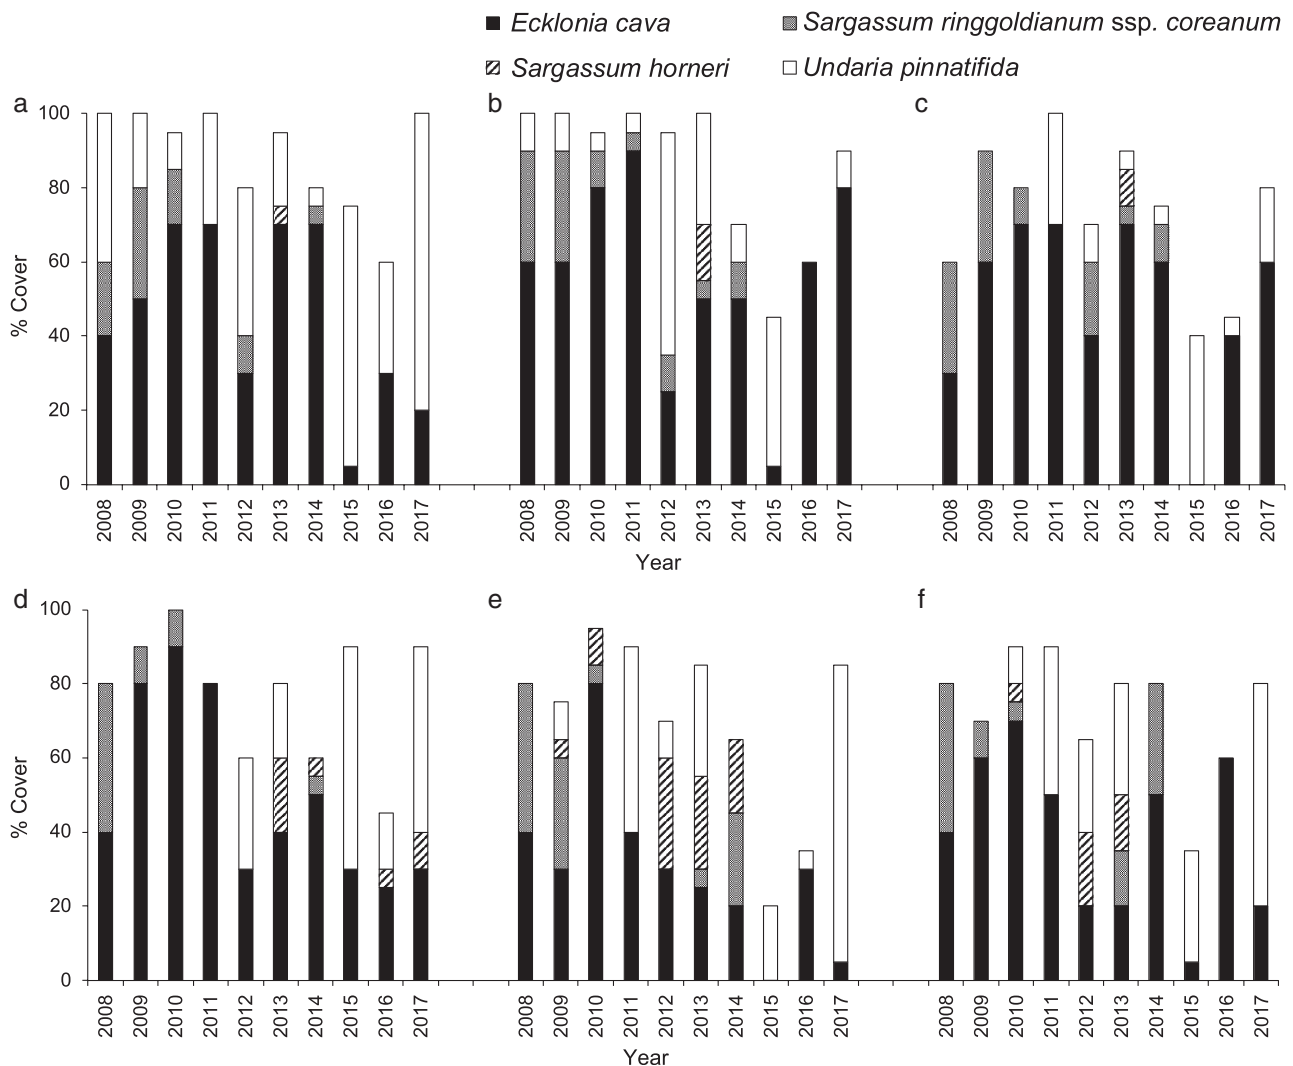 Ecklonia cava Sargassum ringgoldianum ssp. coreanum
Sargassum horneri Undaria pinnatifida
a b c
100
80
60
40
20
0
% Cover
2008 2009 2010 2011 2012 2013 2014 2015 2016 2017 2008 2009 2010 2011 2012 2013 2014 2015 2016 2017 2008 2009 2010 2011 2012 2013 2014 2015 2016 2017
Year
d e f
100
80
60
40
20
0
% Cover
2008 2009 2010 2011 2012 2013 2014 2015 2016 2017 2008 2009 2010 2011 2012 2013 2014 2015 2016 2017 2008 2009 2010 2011 2012 2013 2014 2015 2016 2017
Year